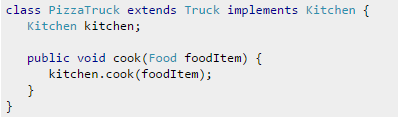 class PizzaTruck extends Truck implements Kitchen {
   Kitchen kitchen;

   public void cook(Food foodItem) {
      kitchen.cook(foodItem);
   }
}